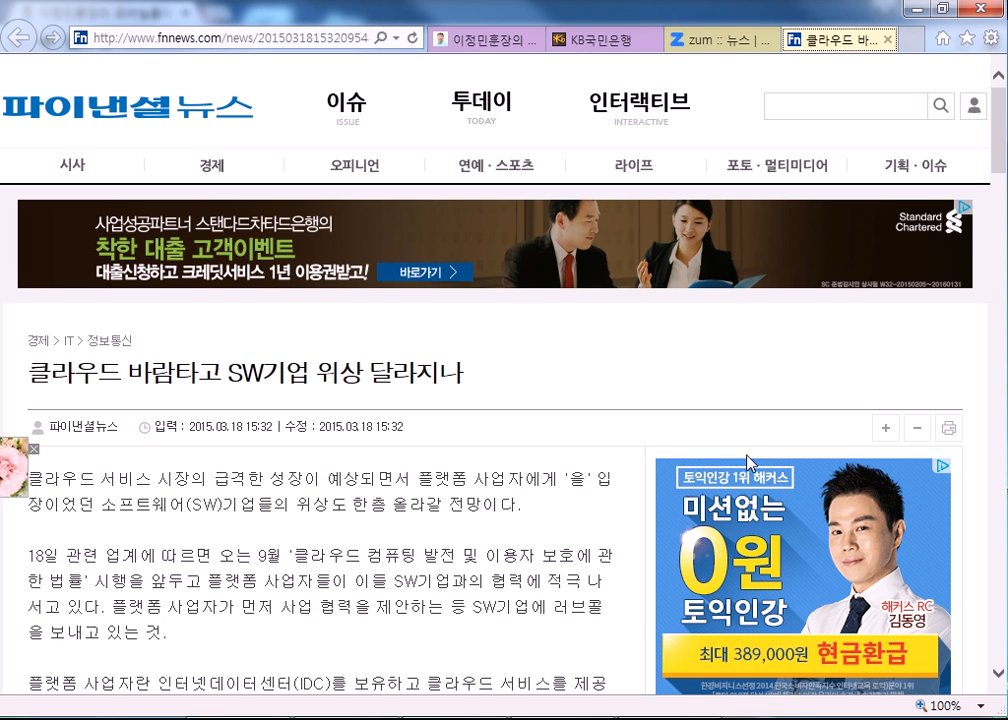 http://www.fnnews.com/news/2015031815320954
이정민훈장의 ...
KB국민은행
zum :: 뉴스 | ...
클라우드 바...
파이낸셜뉴스
이슈
ISSUE
투데이
TODAY
인터랙티브
INTERACTIVE
시사
경제
오피니언
연예 · 스포츠
라이프
포토 · 멀티미디어
기획 · 이슈
사업성공파트너 스탠다드차타드은행의
착한 대출 고객이벤트
대출신청하고 크레딧서비스 1년 이용권받고!
바로가기 >
Standard
Chartered
SC 준법감시필 심사필 W32-20150206~20160131
경제 > IT > 정보통신
클라우드 바람타고 SW기업 위상 달라지나
파이낸셜뉴스
입력 : 2015.03.18 15:32 | 수정 : 2015.03.18 15:32
클라우드 서비스 시장의 급격한 성장이 예상되면서 플랫폼 사업자에게 '을' 입
장이었던 소프트웨어(SW)기업들의 위상도 한층 올라갈 전망이다.
18일 관련 업계에 따르면 오는 9월 '클라우드 컴퓨팅 발전 및 이용자 보호에 관
한 법률' 시행을 앞두고 플랫폼 사업자들이 이들 SW기업과의 협력에 적극 나
서고 있다. 플랫폼 사업자가 먼저 사업 협력을 제안하는 등 SW기업에 러브콜
을 보내고 있는 것.
플랫폼 사업자란 인터넷데이터센터(IDC)를 보유하고 클라우드 서비스를 제공
토익인강 1위 해커스
미션없는
0원
토익인강
해커스 RC
김동영
최대 389,000원 현금환급
100%